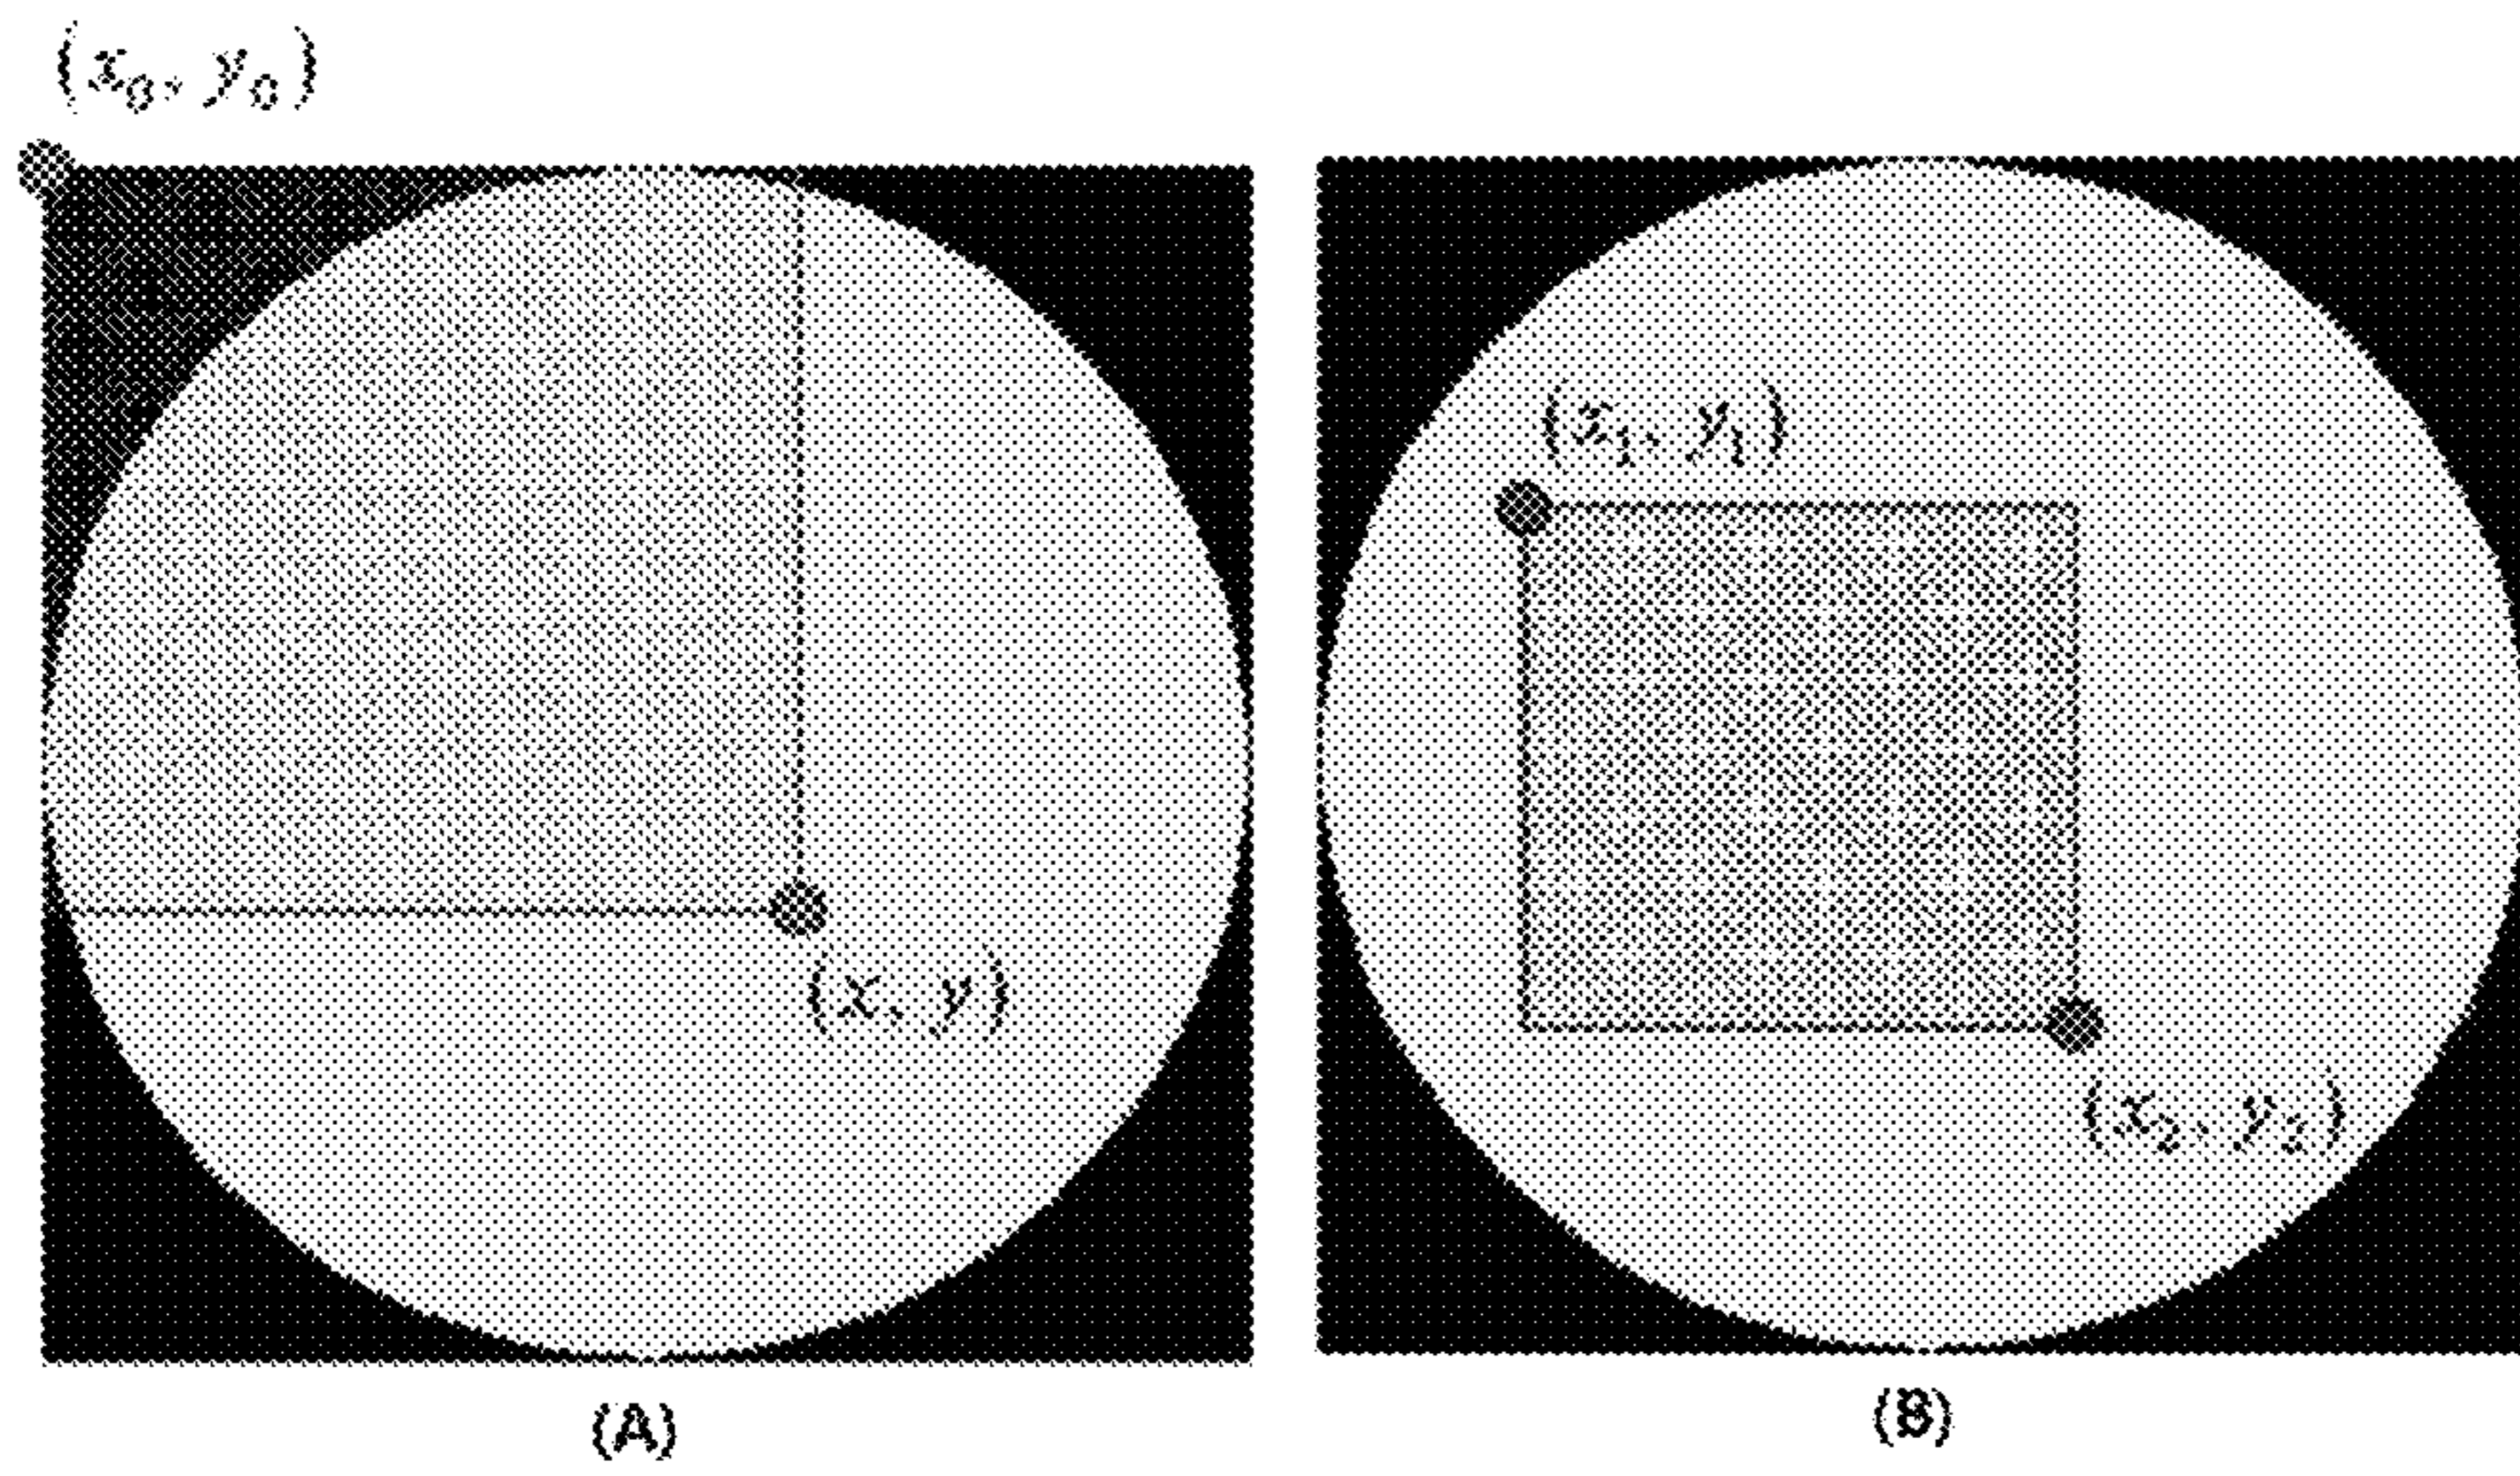 (x₀, y₀)
(x₁, y₁)
(x, y)
(x₂, y₂)
(A)
(B)